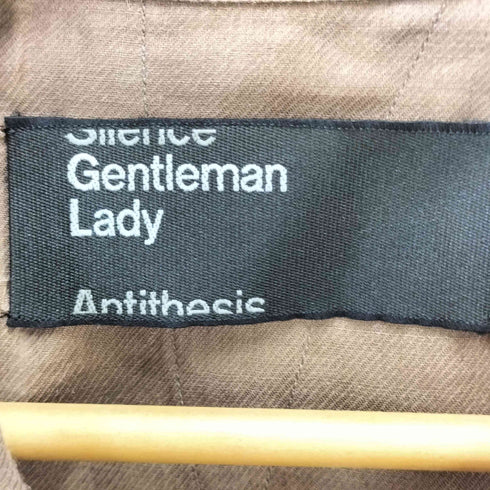 Silence
Gentleman
Lady
Antithesis